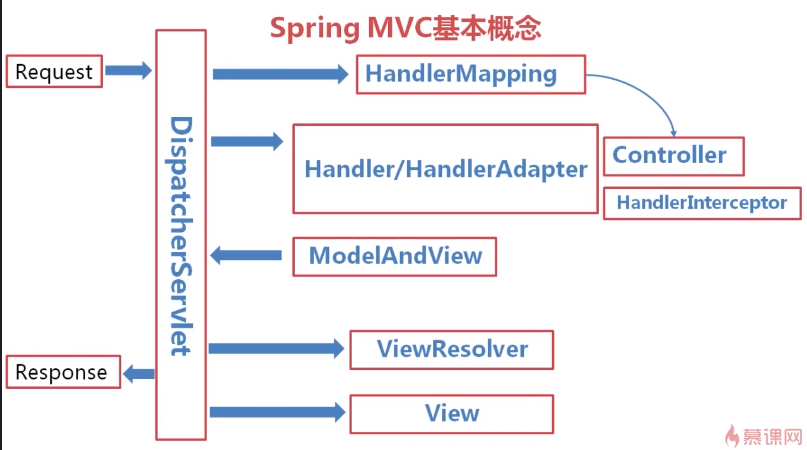 Spring MVC基本概念
Request
DispatcherServlet
HandlerMapping
Handler/HandlerAdapter
Controller
HandlerInterceptor
ModelAndView
ViewResolver
Response
View
慕课网